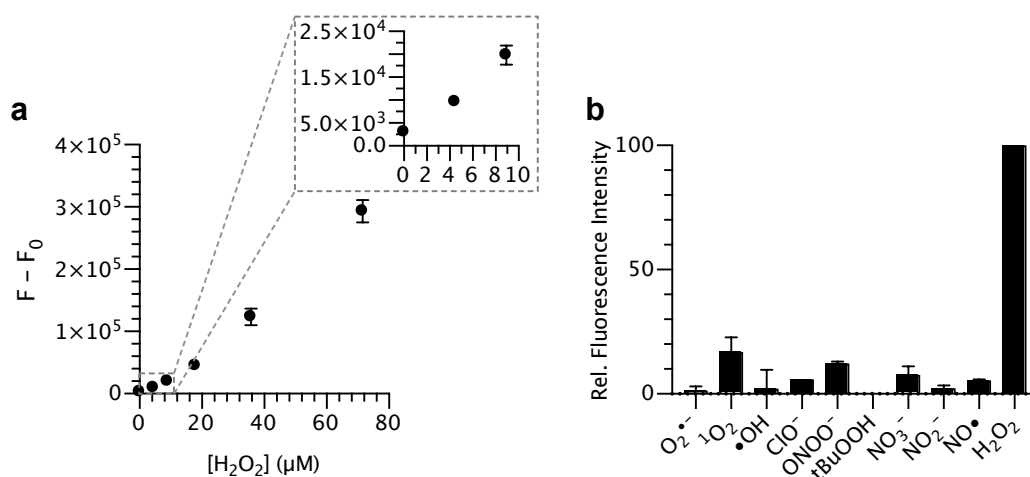 a
F – F₀
4×10⁵
3×10⁵
2×10⁵
1×10⁵
0
0 20 40 60 80
[H₂O₂] (µM)
2.5×10⁴
1.5×10⁴
5.0×10³
0.0
0 2 4 6 8 10
b
Rel. Fluorescence Intensity
100
50
0
O₂•⁻
¹O₂
•OH
ClO⁻
ONOO⁻
tBuOOH
NO₃⁻
NO₂⁻
NO•
H₂O₂